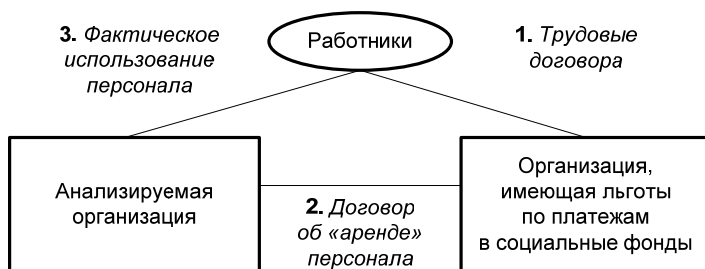 3. Фактическое
использование
персонала
Работники
1. Трудовые
договора
Анализируемая
организация
2. Договор
об «аренде»
персонала
Организация,
имеющая льготы
по платежам
в социальные фонды